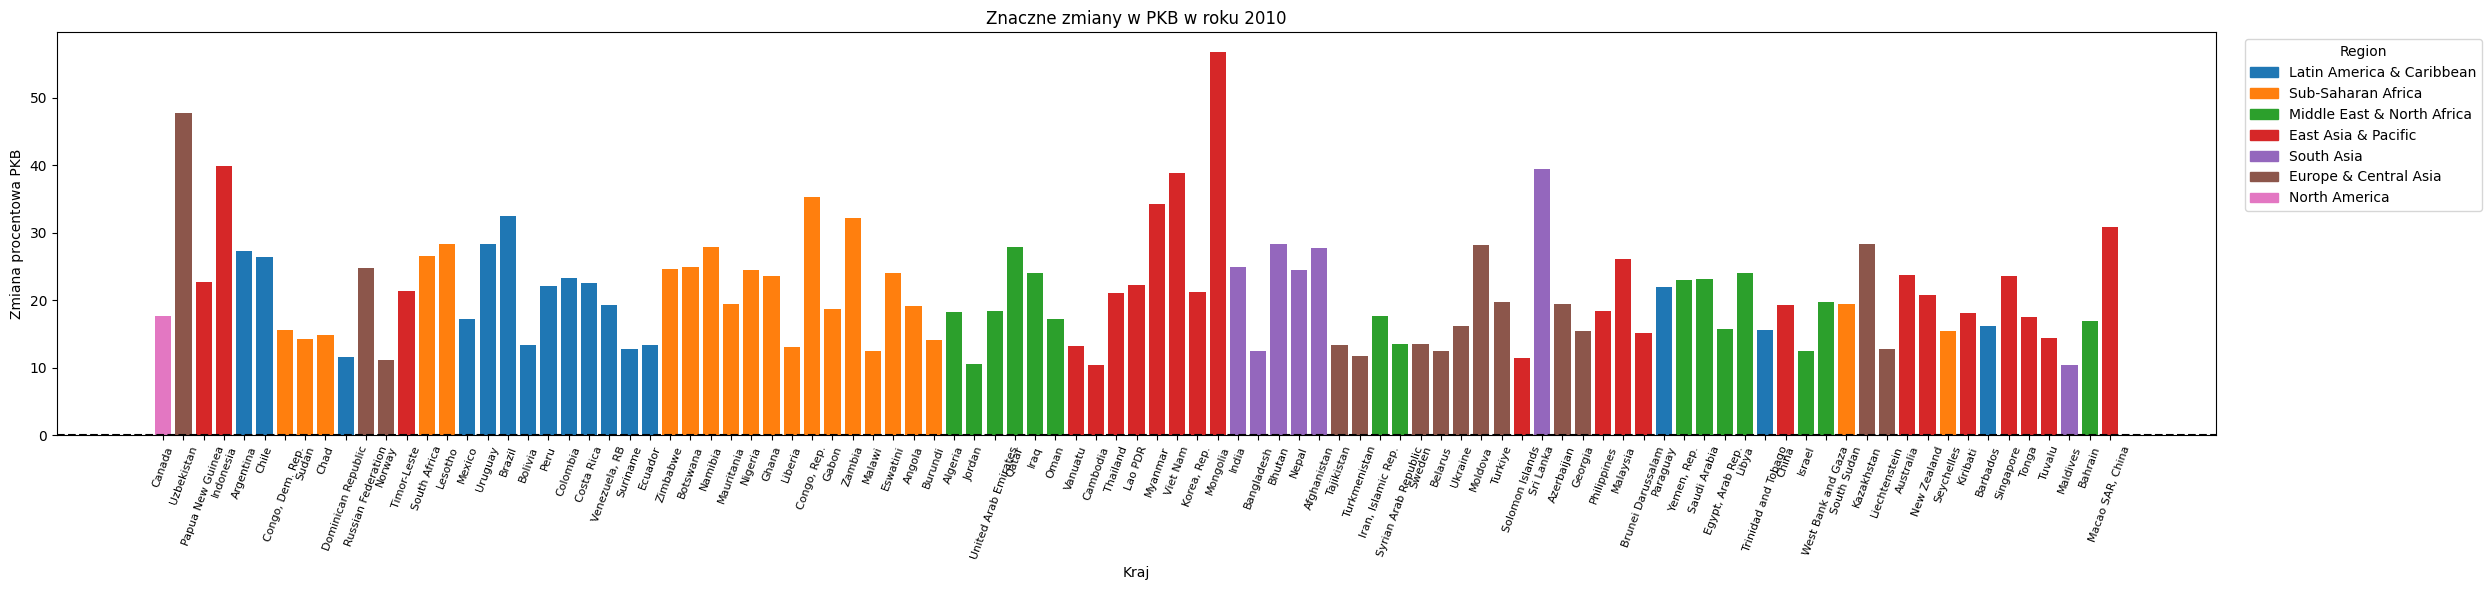 Znaczne zmiany w PKB w roku 2010
Zmiana procentowa PKB
50
40
30
20
10
0
Canada
Uzbekistan
Papua New Guinea
Indonesia
Argentina
Chile
Congo, Dem. Rep.
Sudan
Chad
Dominican Republic
Russian Federation
Norway
Timor-Leste
South Africa
Lesotho
Mexico
Uruguay
Brazil
Bolivia
Peru
Colombia
Costa Rica
Venezuela, RB
Suriname
Ecuador
Zimbabwe
Botswana
Namibia
Mauritania
Nigeria
Ghana
Liberia
Congo, Rep.
Gabon
Zambia
Malawi
Eswatini
Angola
Burundi
Algeria
Jordan
United Arab Emirates
Qatar
Iraq
Oman
Vanuatu
Cambodia
Thailand
Lao PDR
Myanmar
Viet Nam
Korea, Rep.
Mongolia
India
Bangladesh
Bhutan
Nepal
Afghanistan
Tajikistan
Turkmenistan
Iran, Islamic Rep.
Syrian Arab Republic
Sweden
Belarus
Ukraine
Moldova
Turkiye
Solomon Islands
Sri Lanka
Azerbaijan
Georgia
Philippines
Malaysia
Brunei Darussalam
Paraguay
Yemen, Rep.
Saudi Arabia
Egypt, Arab Rep.
Libya
Trinidad and Tobago
China
Israel
West Bank and Gaza
South Sudan
Kazakhstan
Liechtenstein
Australia
New Zealand
Seychelles
Kiribati
Barbados
Singapore
Tonga
Tuvalu
Maldives
Bahrain
Macao SAR, China
Kraj
Region
Latin America & Caribbean
Sub-Saharan Africa
Middle East & North Africa
East Asia & Pacific
South Asia
Europe & Central Asia
North America